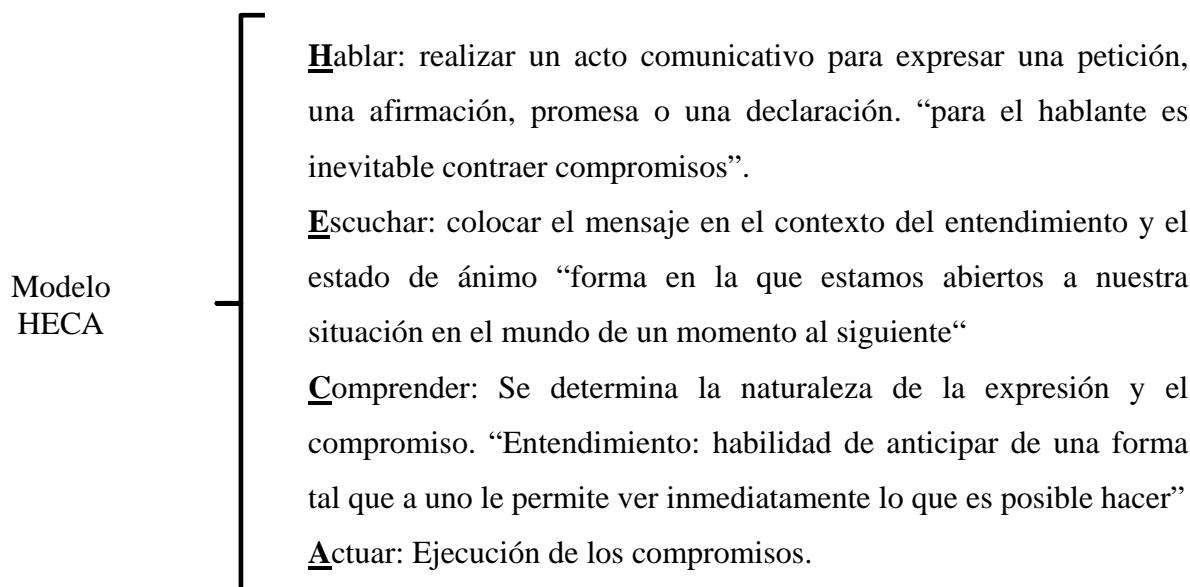 Modelo
HECA
Hablar: realizar un acto comunicativo para expresar una petición,
una afirmación, promesa o una declaración. “para el hablante es
inevitable contraer compromisos”.
Escuchar: colocar el mensaje en el contexto del entendimiento y el
estado de ánimo “forma en la que estamos abiertos a nuestra
situación en el mundo de un momento al siguiente“
Comprender: Se determina la naturaleza de la expresión y el
compromiso. “Entendimiento: habilidad de anticipar de una forma
tal que a uno le permite ver inmediatamente lo que es posible hacer”
Actuar: Ejecución de los compromisos.